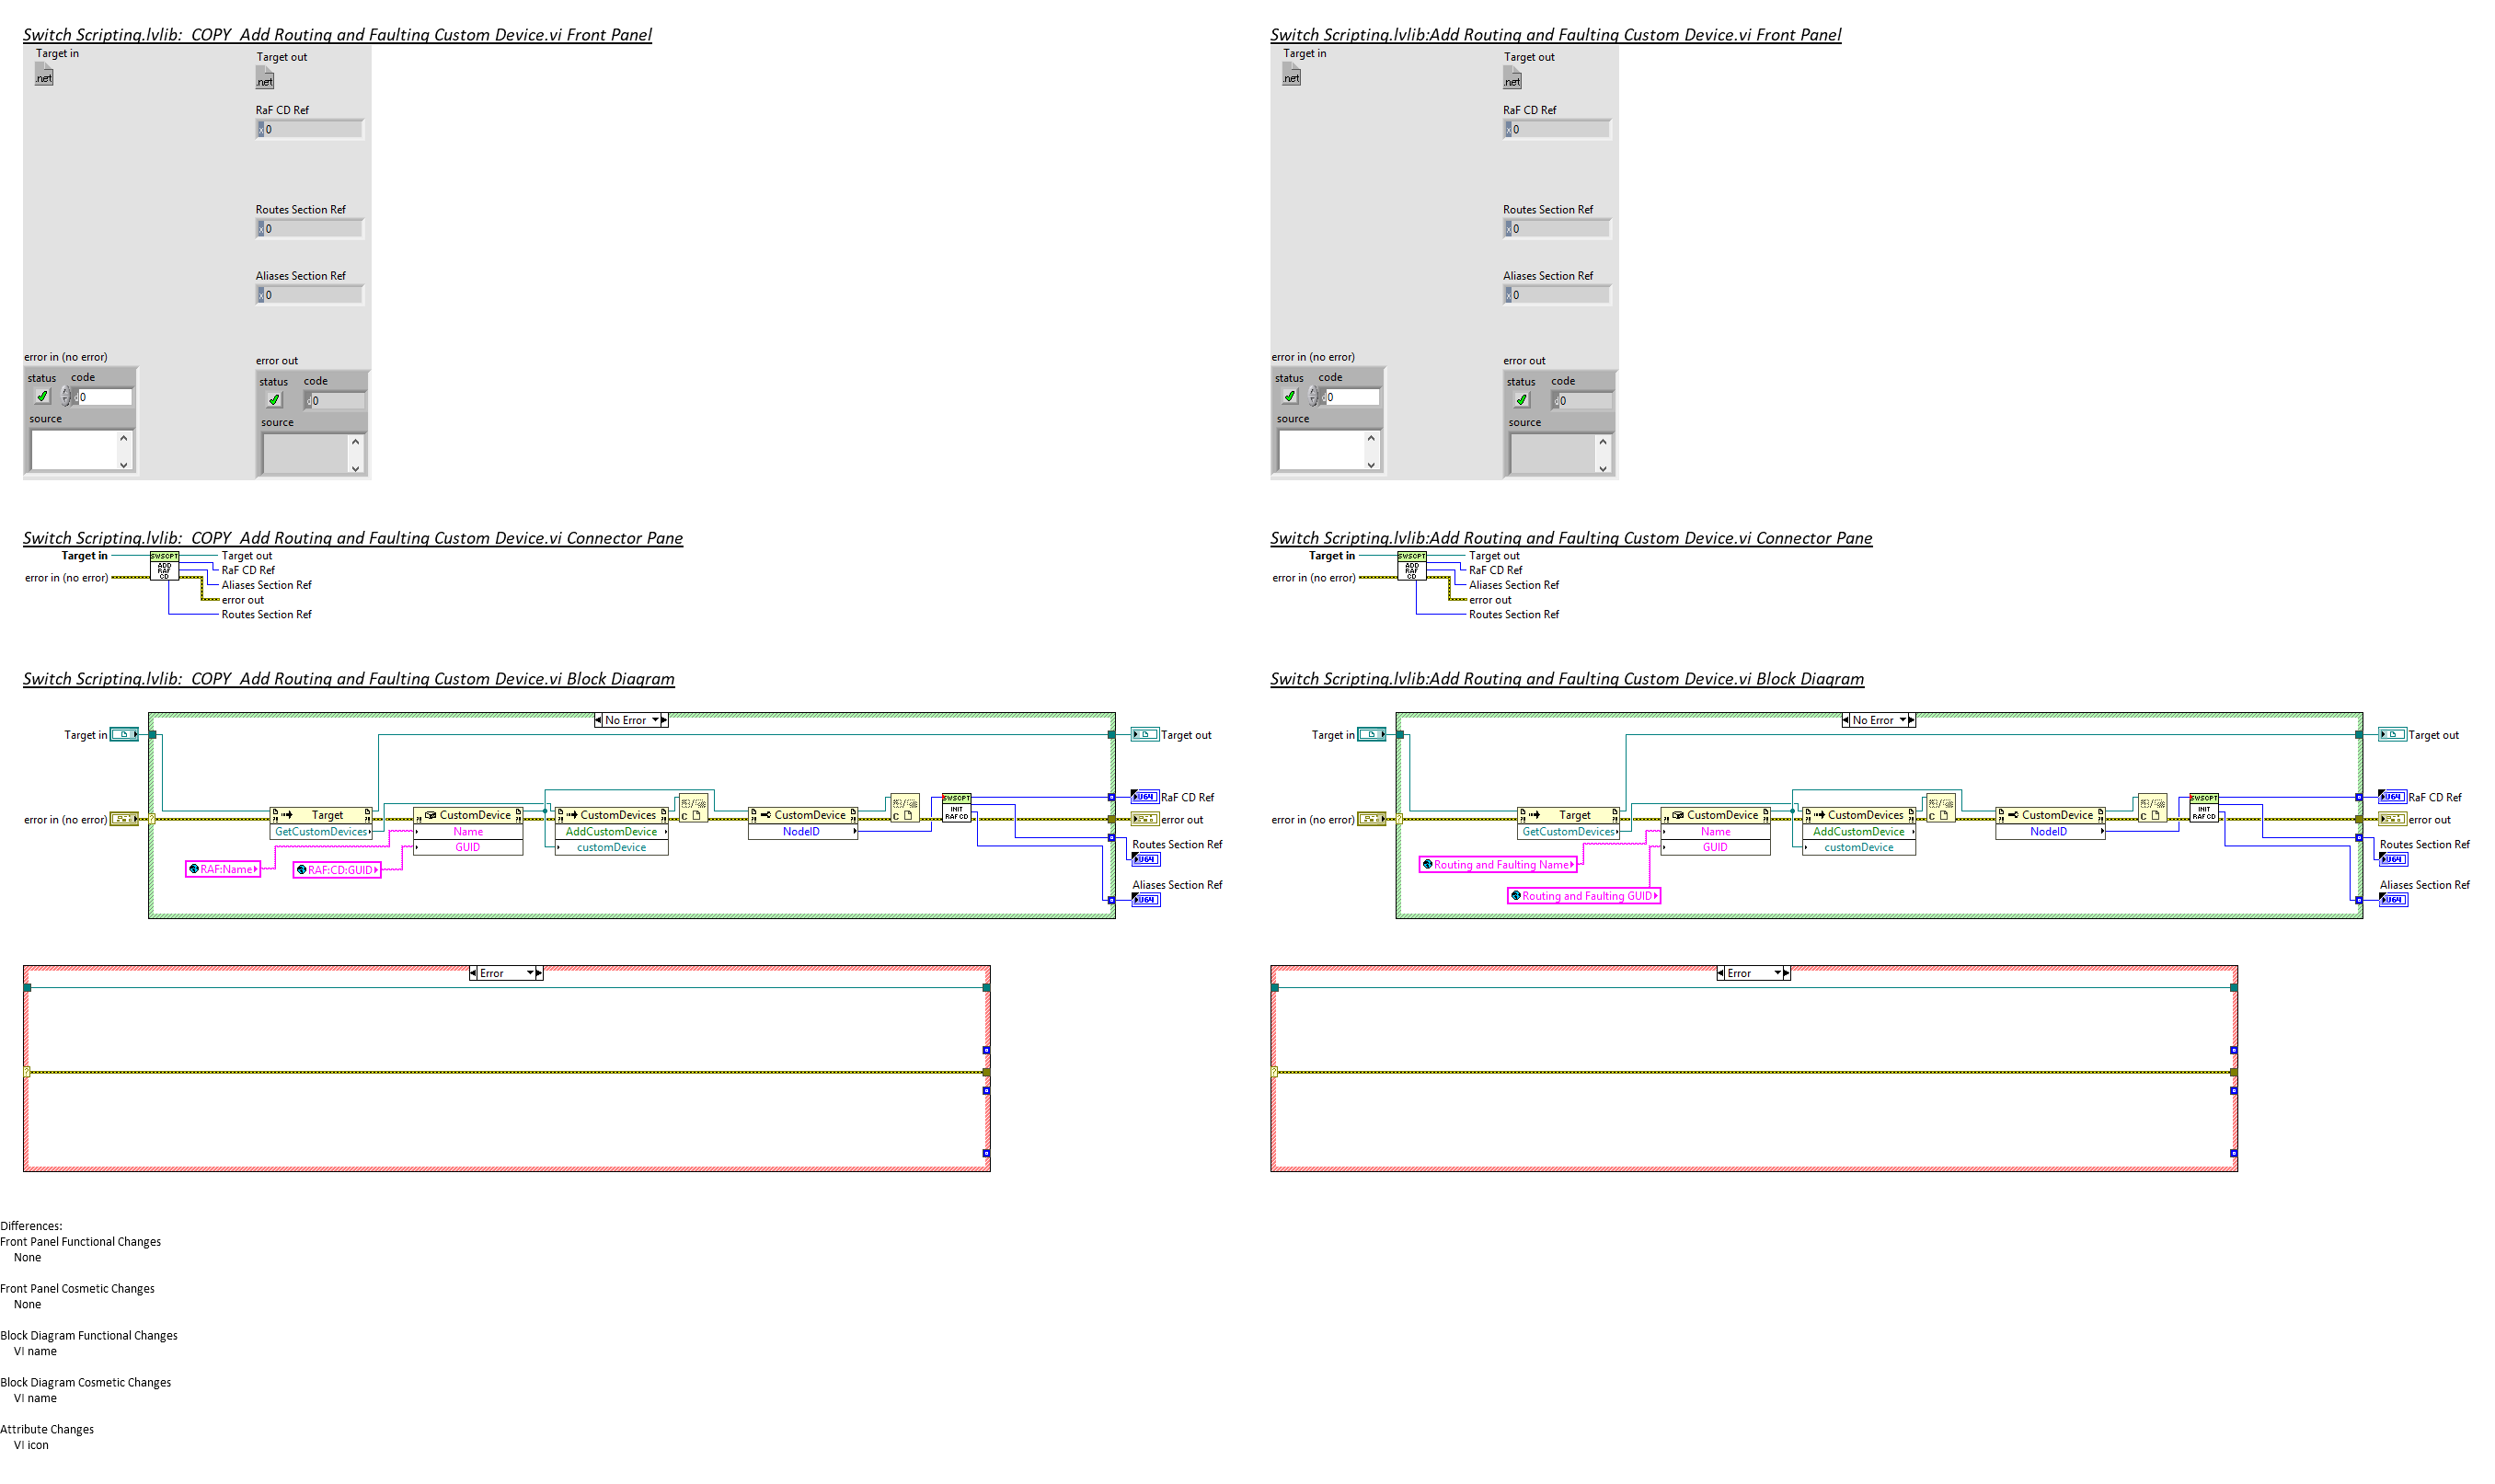 Switch Scripting.lvlib:  COPY  Add Routing and Faulting Custom Device.vi Front Panel
Target in
.net
Target out
.net
RaF CD Ref
x 0
Routes Section Ref
x 0
Aliases Section Ref
x 0
error in (no error)
status code
d 0
source
error out
status code
d 0
source
Switch Scripting.lvlib:Add Routing and Faulting Custom Device.vi Front Panel
Target in
.net
Target out
.net
RaF CD Ref
x 0
Routes Section Ref
x 0
Aliases Section Ref
x 0
error in (no error)
status code
d 0
source
error out
status code
d 0
source
Switch Scripting.lvlib:  COPY  Add Routing and Faulting Custom Device.vi Connector Pane
Target in
error in (no error)
SWSCPT
ADD
RAF
CD
Target out
RaF CD Ref
Aliases Section Ref
error out
Routes Section Ref
Switch Scripting.lvlib:Add Routing and Faulting Custom Device.vi Connector Pane
Target in
error in (no error)
SWSCPT
ADD
RAF
CD
Target out
RaF CD Ref
Aliases Section Ref
error out
Routes Section Ref
Switch Scripting.lvlib:  COPY  Add Routing and Faulting Custom Device.vi Block Diagram
No Error
Target in
error in (no error)
Target
GetCustomDevices
RAF:Name
RAF:CD:GUID
CustomDevice
Name
GUID
CustomDevices
AddCustomDevice
customDevice
C
CustomDevice
NodeID
C
SWSCPT
INIT
RAF CD
Target out
U64 RaF CD Ref
error out
Routes Section Ref
U64
Aliases Section Ref
U64
Error
Switch Scripting.lvlib:Add Routing and Faulting Custom Device.vi Block Diagram
No Error
Target in
error in (no error)
Target
GetCustomDevices
Routing and Faulting Name
Routing and Faulting GUID
CustomDevice
Name
GUID
CustomDevices
AddCustomDevice
customDevice
C
CustomDevice
NodeID
C
SWSCPT
INIT
RAF CD
Target out
U64 RaF CD Ref
error out
Routes Section Ref
U64
Aliases Section Ref
U64
Error
Differences:
Front Panel Functional Changes
None
Front Panel Cosmetic Changes
None
Block Diagram Functional Changes
VI name
Block Diagram Cosmetic Changes
VI name
Attribute Changes
VI icon